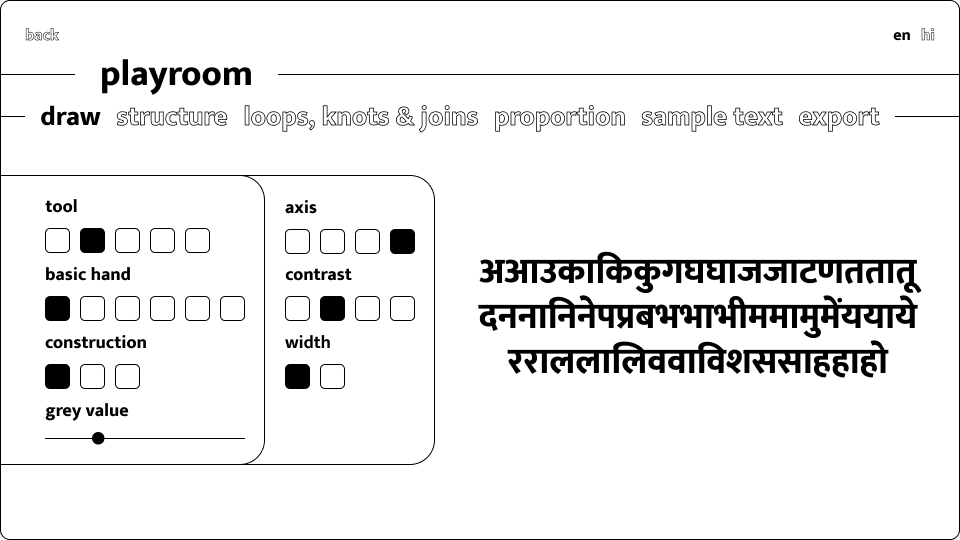 back
en hi
playroom
draw structure loops, knots & joins proportion sample text export
tool
basic hand
construction
grey value
axis
contrast
width
अआउकाकिकुगघघाजजाटणततातू
दननानिनेपप्रबभभाभीममामुमेंययाये
रराललालिववाविशससाहहाहो